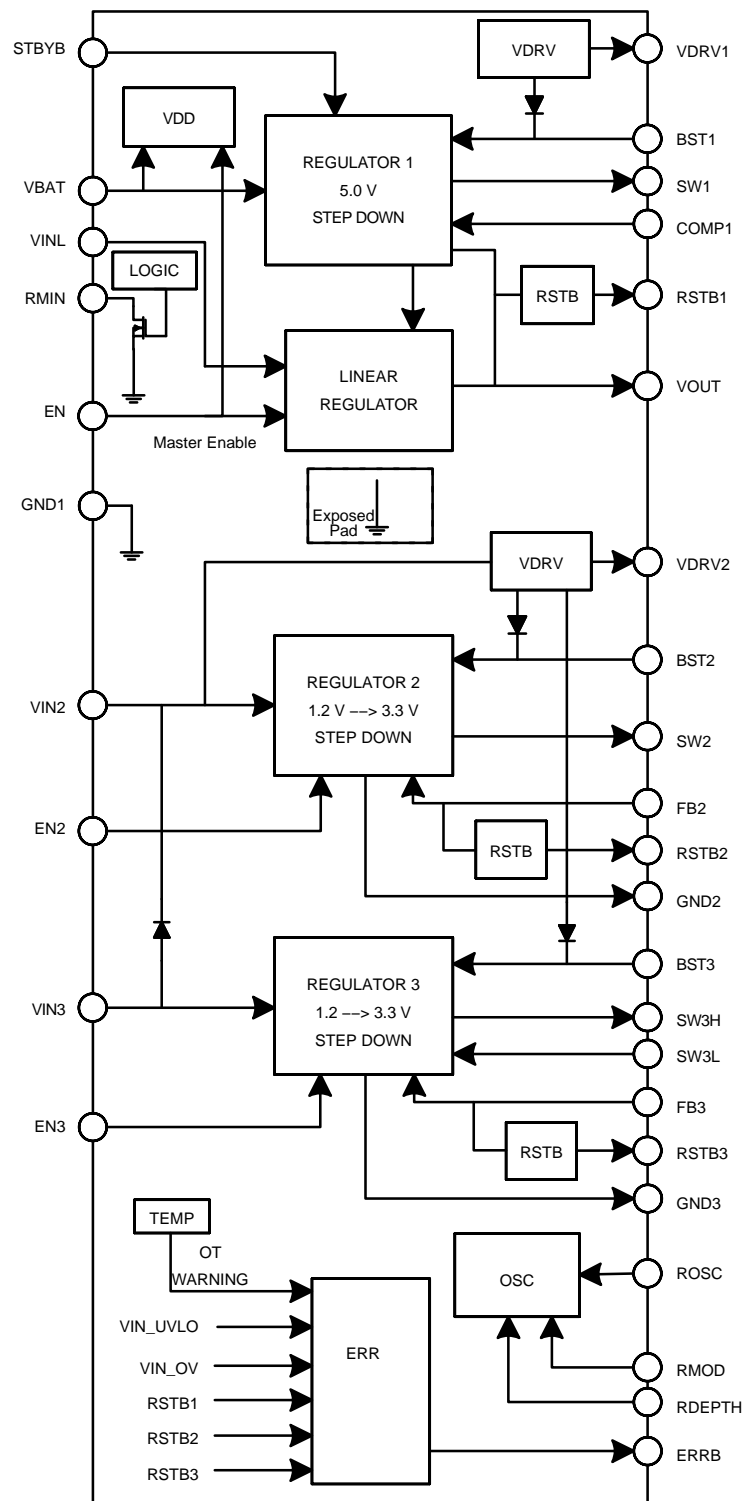 STBYB
VDRV
VDRV1
VDD
BST1
REGULATOR 1
5.0 V
STEP DOWN
VBAT
SW1
COMP1
VINL
LOGIC
RMIN
RSTB
RSTB1
LINEAR
REGULATOR
VOUT
EN
Master Enable
GND1
Exposed
Pad
VDRV
VDRV2
BST2
REGULATOR 2
1.2 V --> 3.3 V
STEP DOWN
VIN2
SW2
FB2
EN2
RSTB
RSTB2
GND2
BST3
REGULATOR 3
1.2 --> 3.3 V
STEP DOWN
VIN3
SW3H
SW3L
FB3
EN3
RSTB
RSTB3
GND3
TEMP
OT
WARNING
OSC
ROSC
VIN_UVLO
ERR
VIN_OV
RMOD
RSTB1
RDEPTH
RSTB2
ERRB
RSTB3